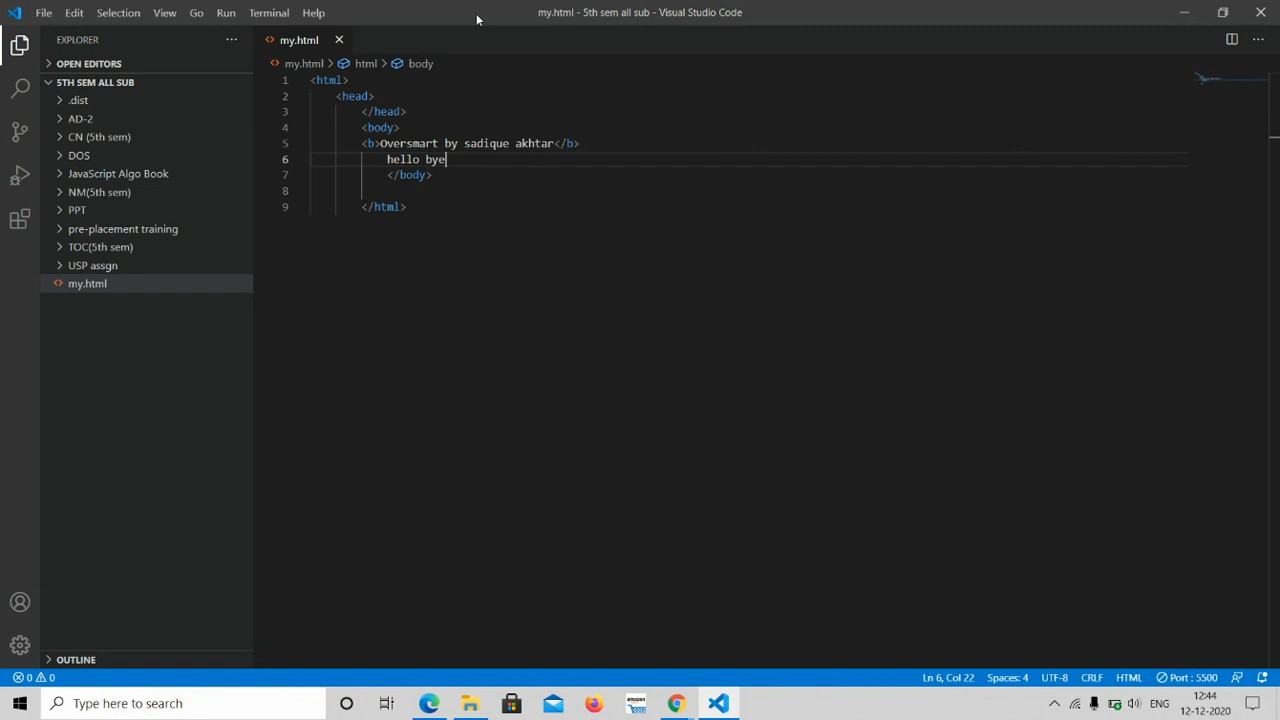 File Edit Selection View Go Run Terminal Help my.html - 5th sem all sub - Visual Studio Code
EXPLORER ··· my.html
OPEN EDITORS my.html > html > body
5TH SEM ALL SUB
.dist
AD-2
CN (5th sem)
DOS
JavaScript Algo Book
NM(5th sem)
PPT
pre-placement training
TOC(5th sem)
USP assgn
my.html
1 <html>
2 <head>
3 </head>
4 <body>
5 <b>Oversmart by sadique akhtar</b>
6 hello bye
7 </body>
8
9 </html>
OUTLINE
0 0 Ln 6, Col 22 Spaces: 4 UTF-8 CRLF HTML Port : 5500
Type here to search amazon ENG 12:44
12-12-2020